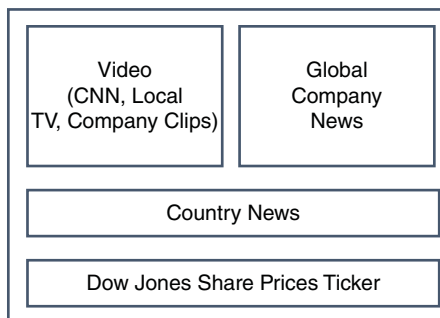 Video
(CNN, Local
TV, Company Clips)
Global
Company
News
Country News
Dow Jones Share Prices Ticker